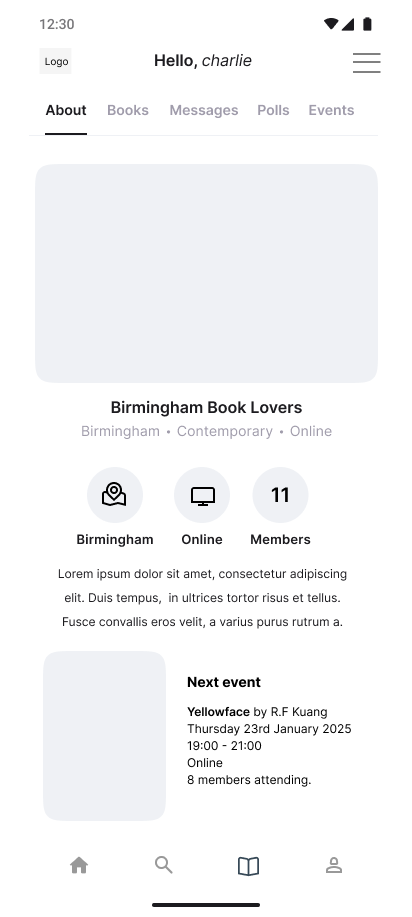 12:30
Logo
Hello, charlie
About Books Messages Polls Events
Birmingham Book Lovers
Birmingham • Contemporary • Online
11
Birmingham Online Members
Lorem ipsum dolor sit amet, consectetur adipiscing
elit. Duis tempus, in ultrices tortor risus et tellus.
Fusce convallis eros velit, a varius purus rutrum a.
Next event
Yellowface by R.F Kuang
Thursday 23rd January 2025
19:00 - 21:00
Online
8 members attending.